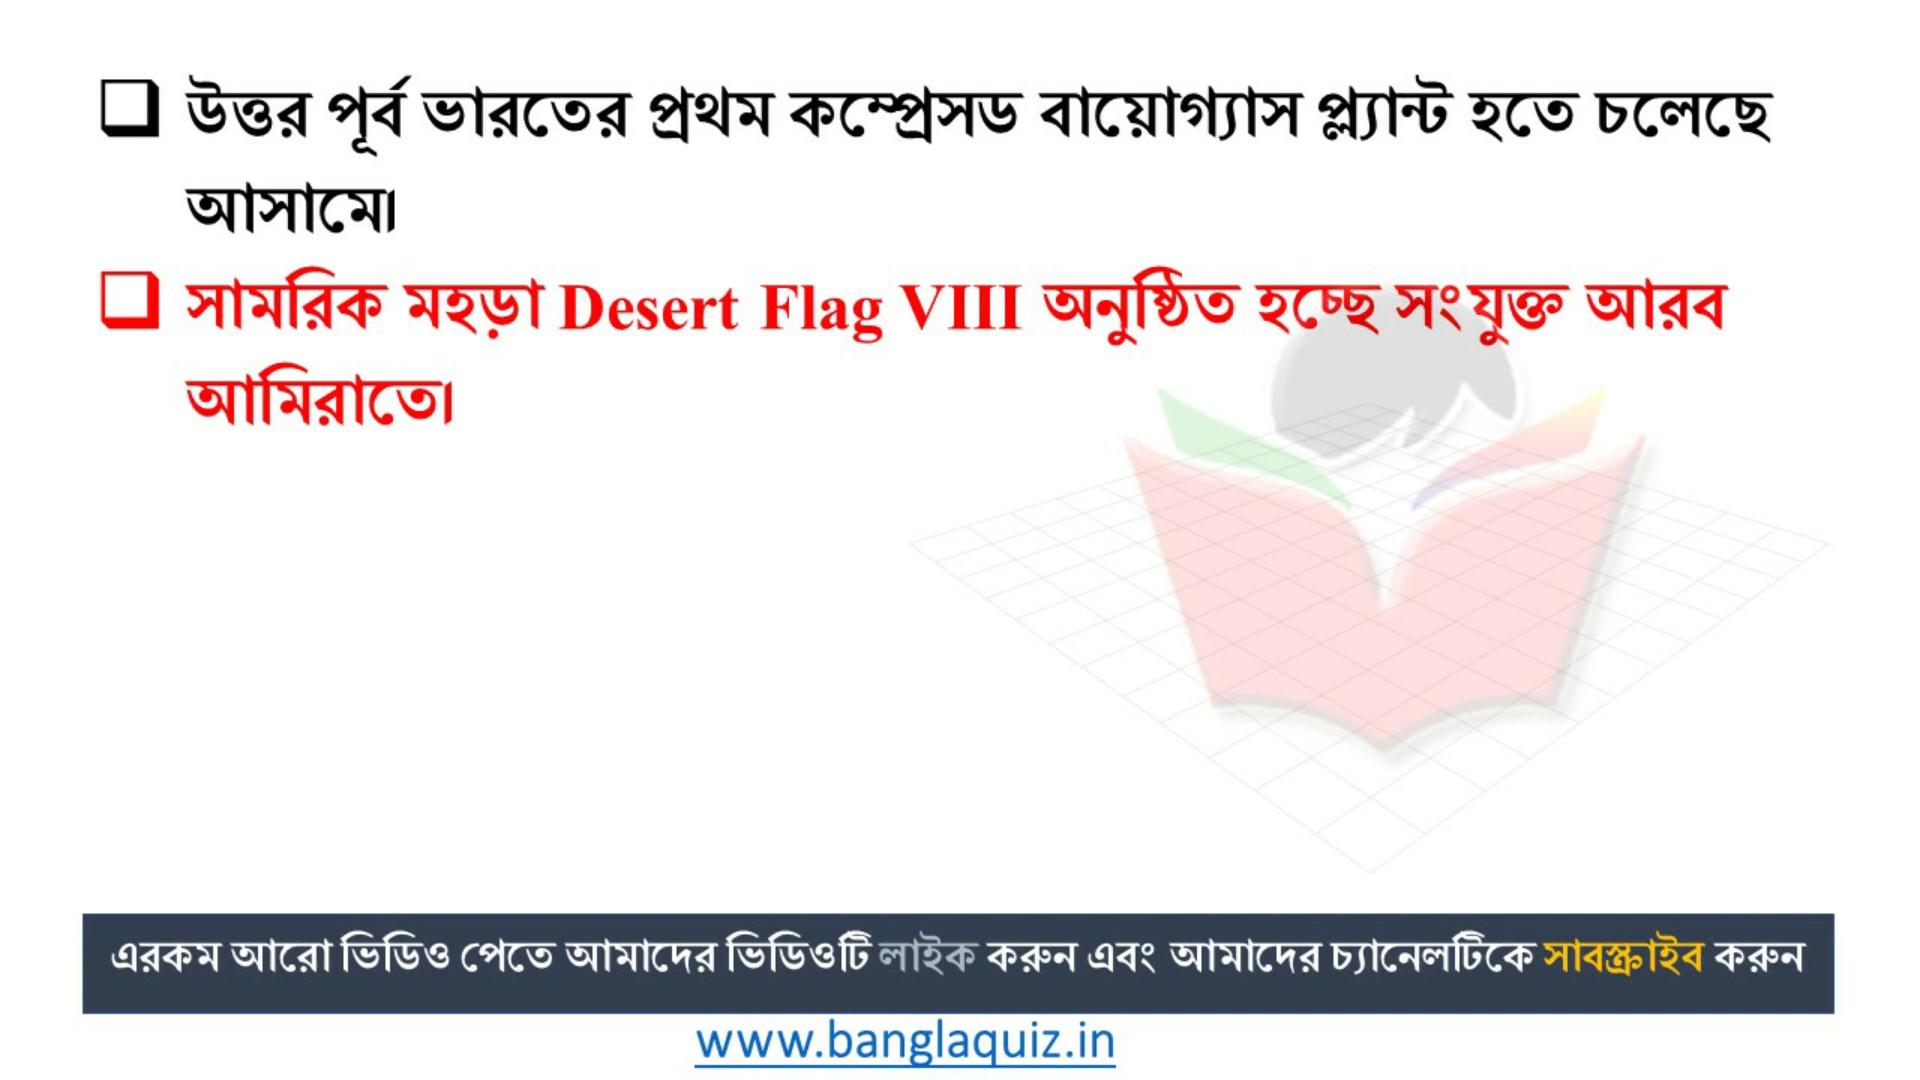 উত্তর পূর্ব ভারতের প্রথম কম্প্রেসড বায়োগ্যাস প্ল্যান্ট হতে চলেছে
আসামে।
সামরিক মহড়া Desert Flag VIII অনুষ্ঠিত হচ্ছে সংযুক্ত আরব
আমিরাতে।
এরকম আরো ভিডিও পেতে আমাদের ভিডিওটি লাইক করুন এবং আমাদের চ্যানেলটিকে সাবস্ক্রাইব করুন
www.banglaquiz.in